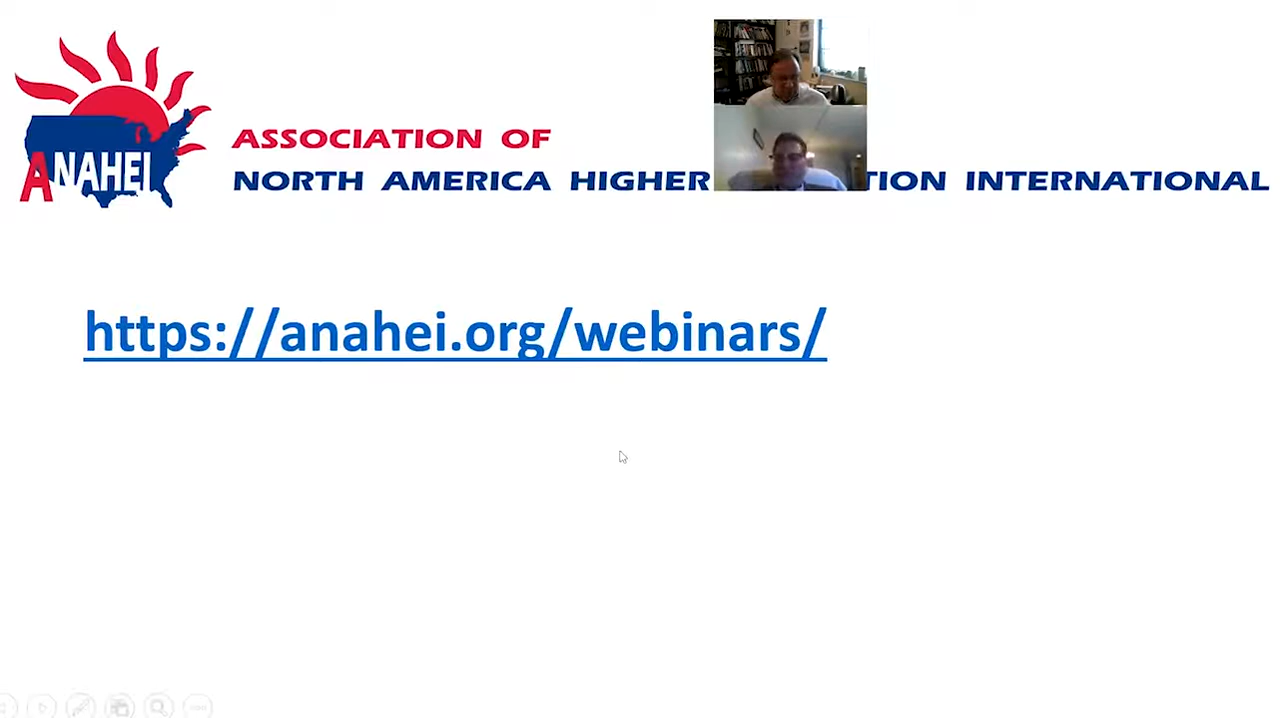 ANAHEI
ASSOCIATION OF
NORTH AMERICA HIGHER TION INTERNATIONAL
https://anahei.org/webinars/